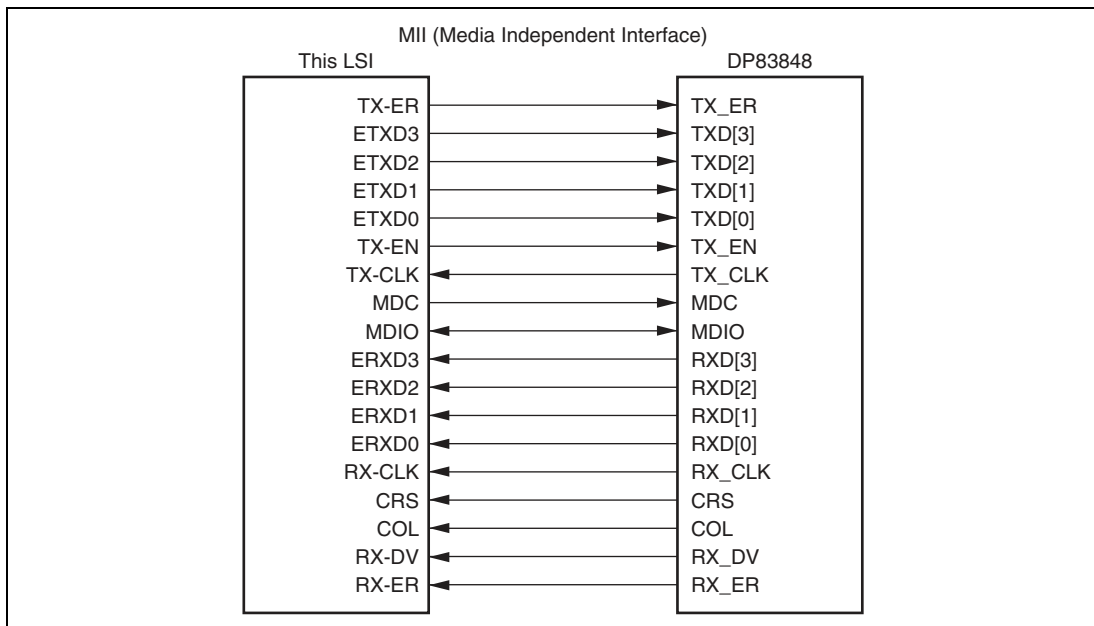 MII (Media Independent Interface)
This LSI DP83848
TX-ER TX_ER
ETXD3 TXD[3]
ETXD2 TXD[2]
ETXD1 TXD[1]
ETXD0 TXD[0]
TX-EN TX_EN
TX-CLK TX_CLK
MDC MDC
MDIO MDIO
ERXD3 RXD[3]
ERXD2 RXD[2]
ERXD1 RXD[1]
ERXD0 RXD[0]
RX-CLK RX_CLK
CRS CRS
COL COL
RX-DV RX_DV
RX-ER RX_ER